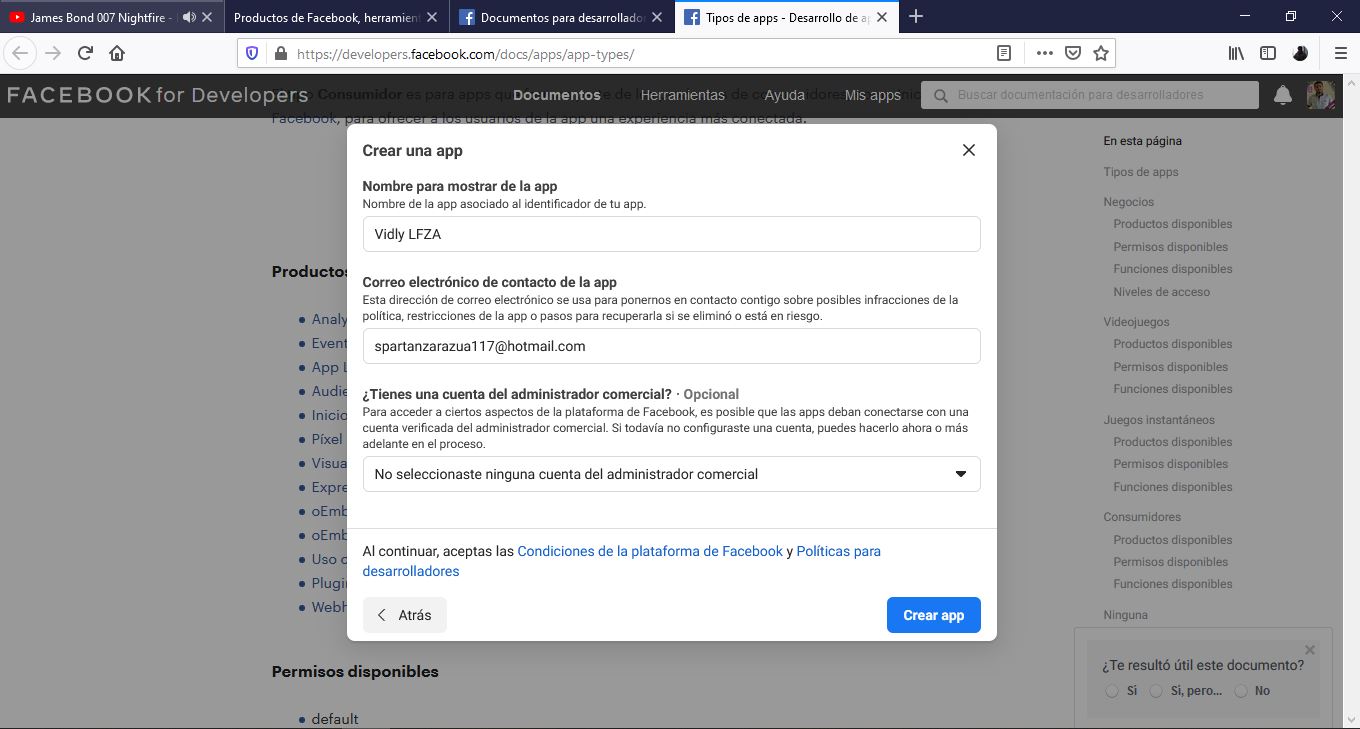 James Bond 007 Nightfire -
Productos de Facebook, herramien
Documentos para desarrollado
Tipos de apps - Desarrollo de ap
https://developers.facebook.com/docs/apps/app-types/
FACEBOOK for Developers
Documentos
Herramientas
Ayuda
Mis apps
Buscar documentación para desarrolladores
Consumidor es para apps
Facebook, para ofrecer a los usuarios de la app una experiencia más conectada.
Crear una app
Nombre para mostrar de la app
Nombre de la app asociado al identificador de tu app.
Vidly LFZA
Correo electrónico de contacto de la app
Esta dirección de correo electrónico se usa para ponernos en contacto contigo sobre posibles infracciones de la
política, restricciones de la app o pasos para recuperarla si se eliminó o está en riesgo.
spartanzarazua117@hotmail.com
¿Tienes una cuenta del administrador comercial? · Opcional
Para acceder a ciertos aspectos de la plataforma de Facebook, es posible que las apps deban conectarse con una
cuenta verificada del administrador comercial. Si todavía no configuraste una cuenta, puedes hacerlo ahora o más
adelante en el proceso.
No seleccionaste ninguna cuenta del administrador comercial
Al continuar, aceptas las Condiciones de la plataforma de Facebook y Políticas para
desarrolladores
Atrás
Crear app
Productos
Analy
Event
App L
Audie
Inicio
Píxel
Visua
Expre
oEmb
oEmb
Uso c
Plugi
Webh
Permisos disponibles
default
En esta página
Tipos de apps
Negocios
Productos disponibles
Permisos disponibles
Funciones disponibles
Niveles de acceso
Videojuegos
Productos disponibles
Permisos disponibles
Funciones disponibles
Juegos instantáneos
Productos disponibles
Permisos disponibles
Funciones disponibles
Consumidores
Productos disponibles
Permisos disponibles
Funciones disponibles
Ninguna
¿Te resultó útil este documento?
Sí
Sí, pero...
No